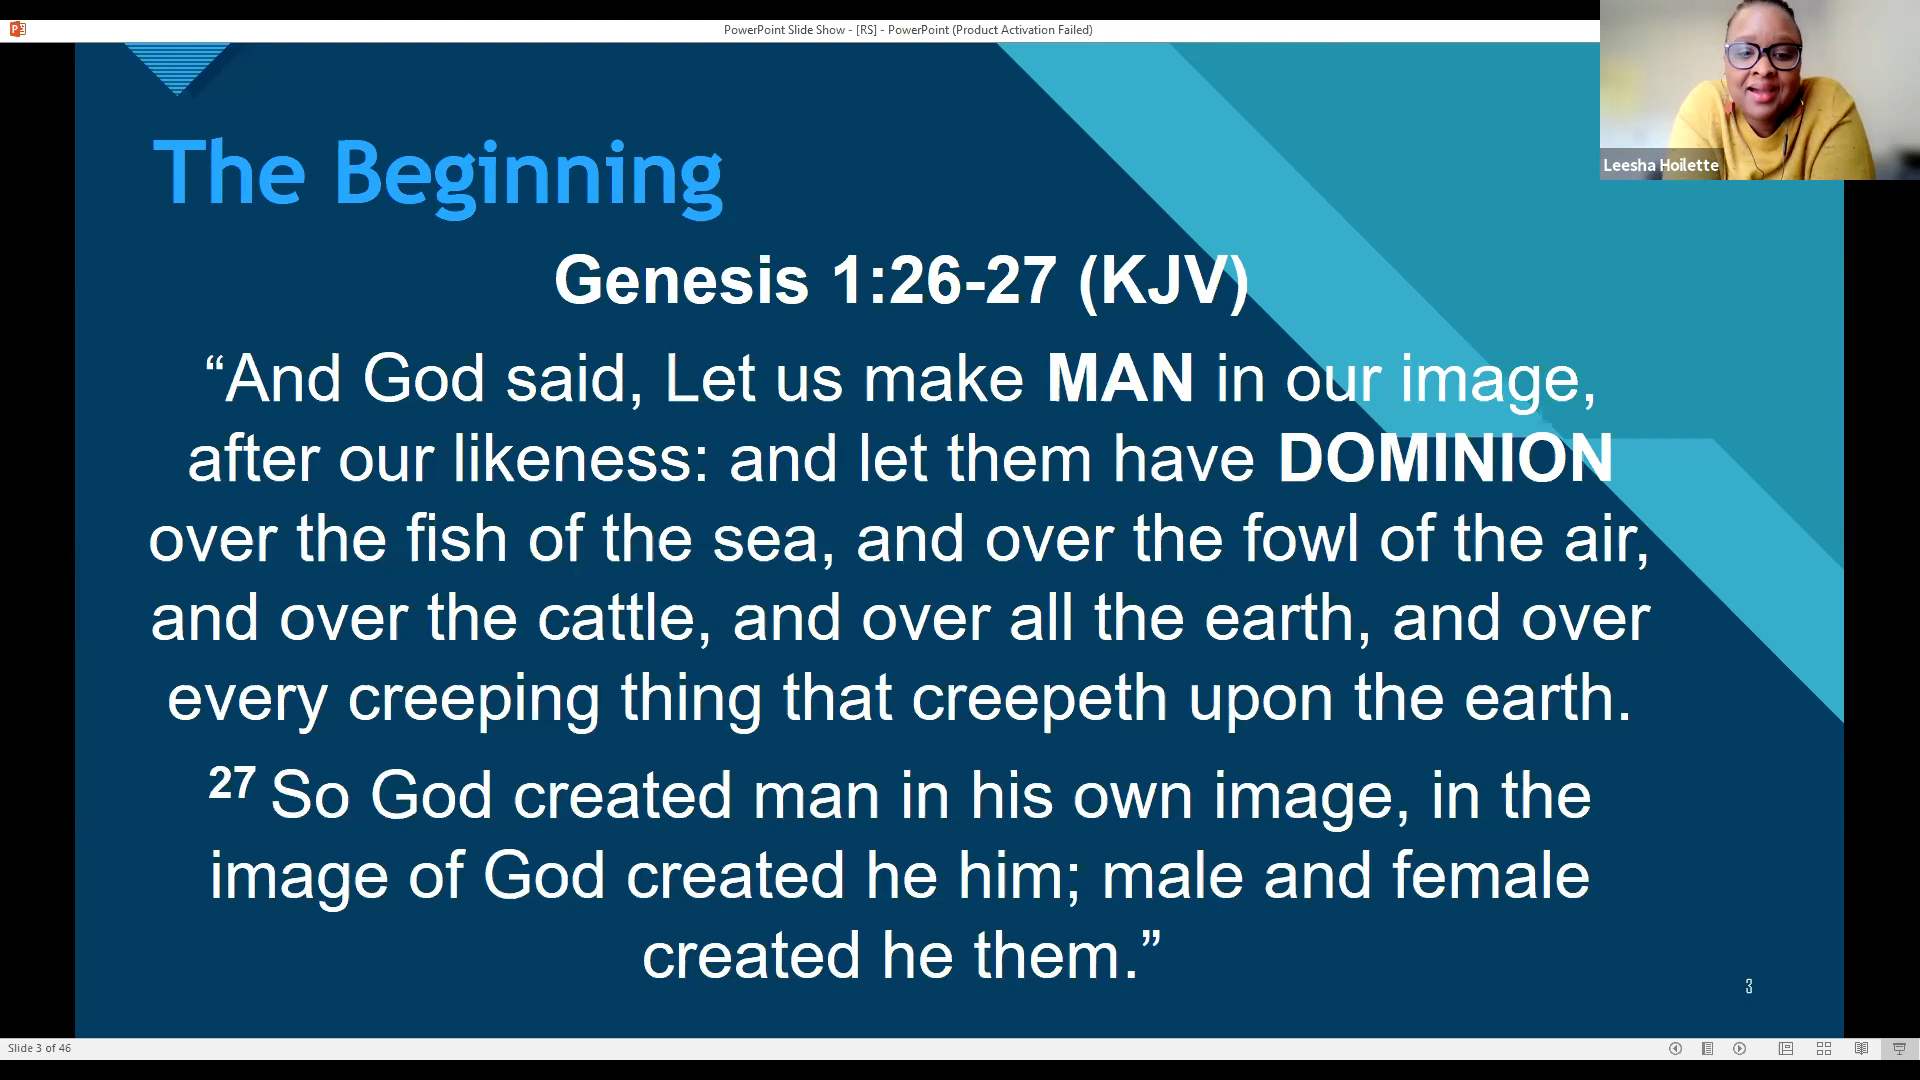 PowerPoint Slide Show - [RS] - PowerPoint (Product Activation Failed)
Leesha Hoilette
The Beginning
Genesis 1:26-27 (KJV)
“And God said, Let us make MAN in our image,
after our likeness: and let them have DOMINION
over the fish of the sea, and over the fowl of the air,
and over the cattle, and over all the earth, and over
every creeping thing that creepeth upon the earth.
27 So God created man in his own image, in the
image of God created he him; male and female
created he them.”
3
Slide 3 of 46